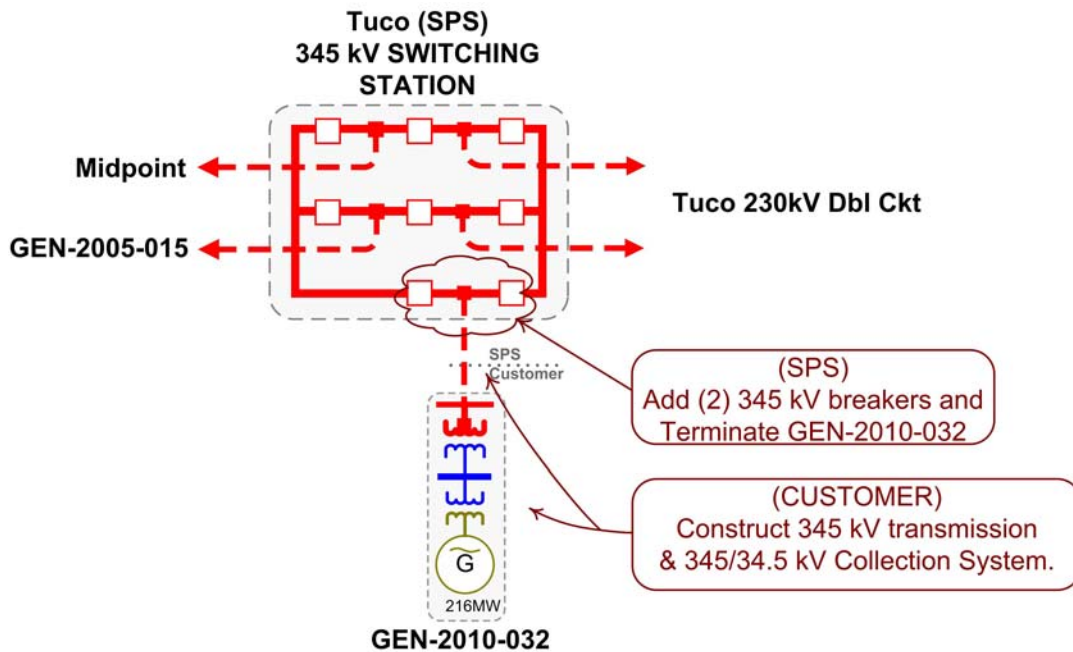 Tuco (SPS)
345 kV SWITCHING
STATION
Midpoint
Tuco 230kV Dbl Ckt
GEN-2005-015
SPS
Customer
(SPS)
Add (2) 345 kV breakers and
Terminate GEN-2010-032
(CUSTOMER)
Construct 345 kV transmission
& 345/34.5 kV Collection System.
G
216MW
GEN-2010-032